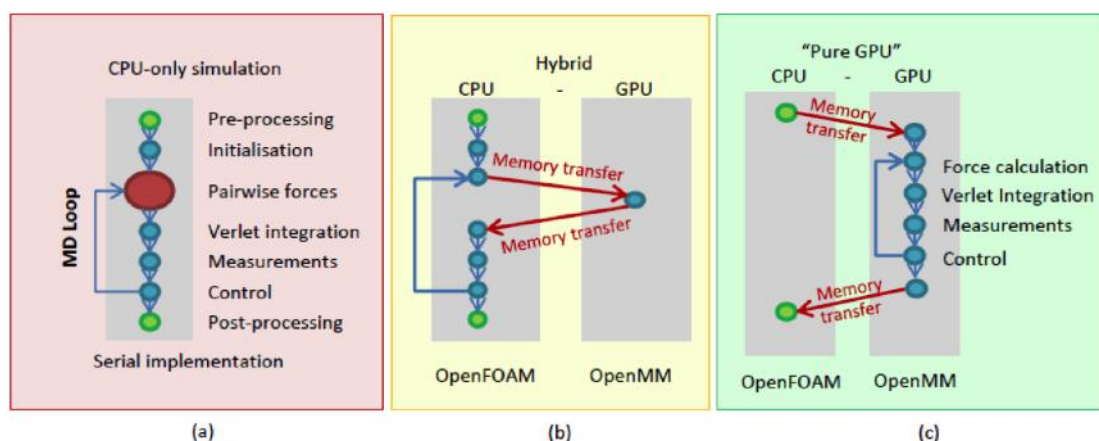 CPU-only simulation
Pre-processing
Initialisation
Pairwise forces
MD Loop
Verlet integration
Measurements
Control
Post-processing
Serial implementation
(a)
Hybrid
CPU - GPU
Memory transfer
Memory transfer
OpenFOAM OpenMM
(b)
“Pure GPU”
CPU - GPU
Memory
transfer
Force calculation
Verlet Integration
Measurements
Control
Memory
transfer
OpenFOAM OpenMM
(c)